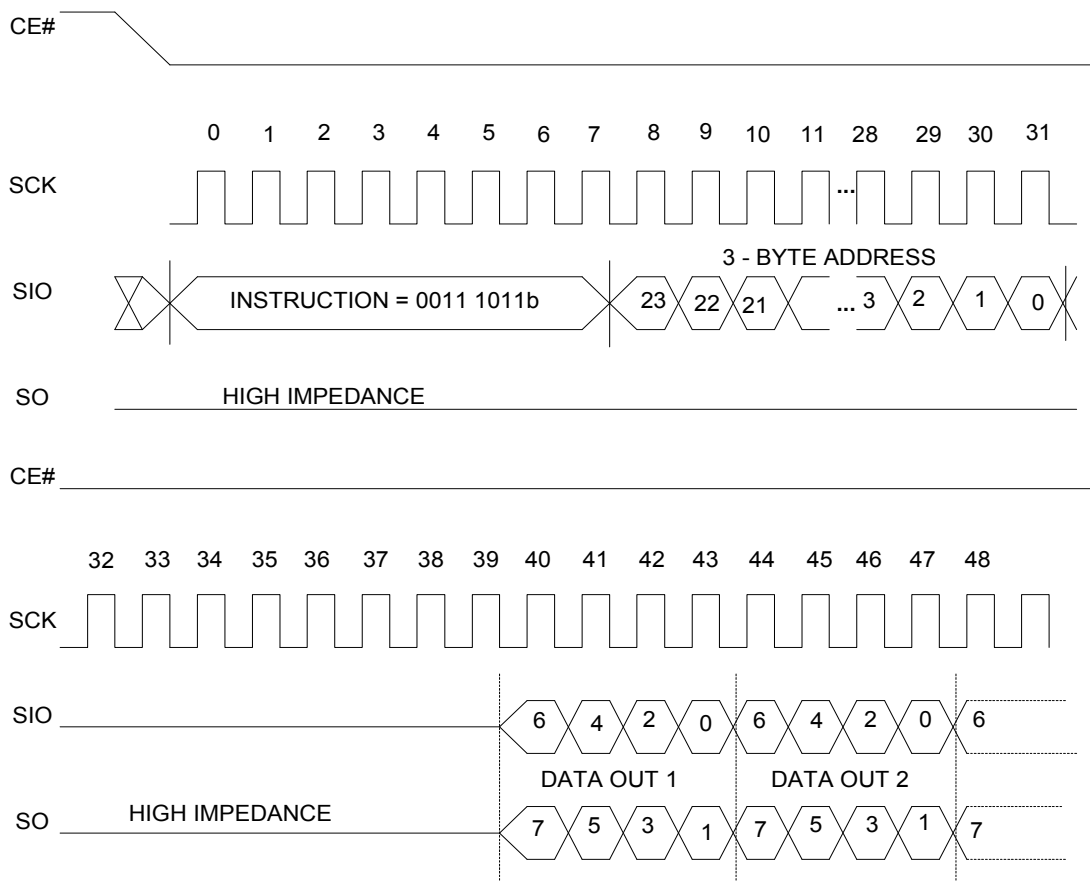 CE#
0 1 2 3 4 5 6 7 8 9 10 11 28 29 30 31
SCK ...
3 - BYTE ADDRESS
SIO INSTRUCTION = 0011 1011b 23 22 21 ... 3 2 1 0
SO HIGH IMPEDANCE
CE#
32 33 34 35 36 37 38 39 40 41 42 43 44 45 46 47 48
SCK
SIO 6 4 2 0 6 4 2 0 6
DATA OUT 1 DATA OUT 2
SO HIGH IMPEDANCE 7 5 3 1 7 5 3 1 7